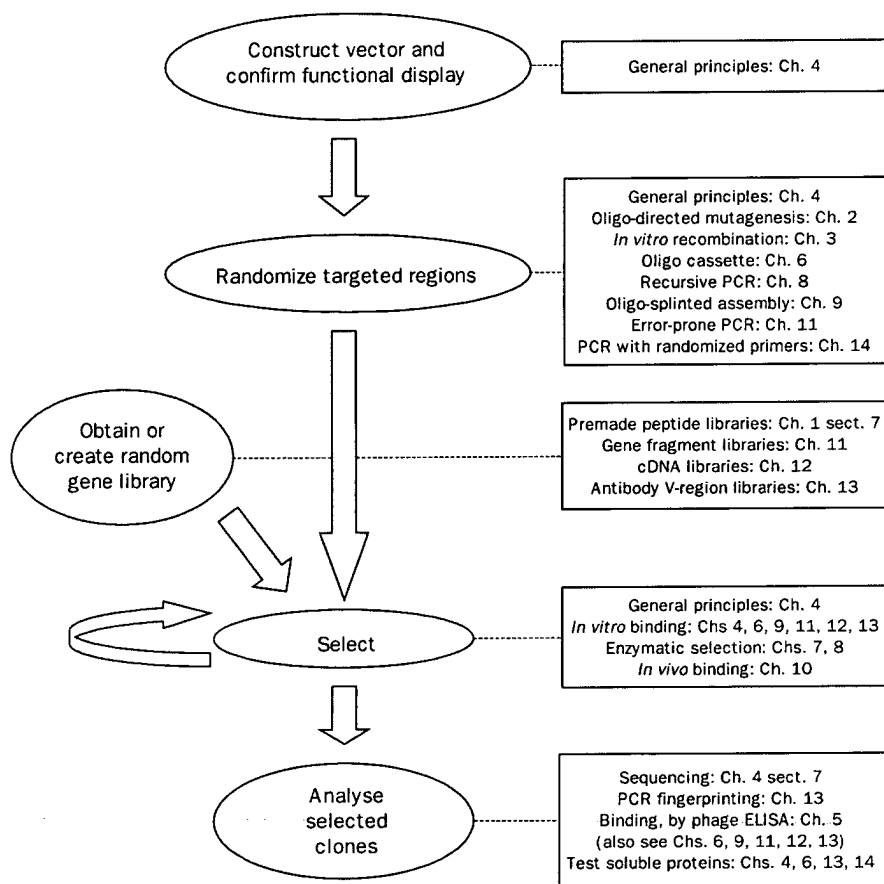 Construct vector and
confirm functional display
General principles: Ch. 4
Randomize targeted regions
General principles: Ch. 4
Oligo-directed mutagenesis: Ch. 2
In vitro recombination: Ch. 3
Oligo cassette: Ch. 6
Recursive PCR: Ch. 8
Oligo-splinted assembly: Ch. 9
Error-prone PCR: Ch. 11
PCR with randomized primers: Ch. 14
Obtain or
create random
gene library
Premade peptide libraries: Ch. 1 sect. 7
Gene fragment libraries: Ch. 11
cDNA libraries: Ch. 12
Antibody V-region libraries: Ch. 13
Select
General principles: Ch. 4
In vitro binding: Chs 4, 6, 9, 11, 12, 13
Enzymatic selection: Chs. 7, 8
In vivo binding: Ch. 10
Analyse
selected
clones
Sequencing: Ch. 4 sect. 7
PCR fingerprinting: Ch. 13
Binding, by phage ELISA: Ch. 5
(also see Chs. 6, 9, 11, 12, 13)
Test soluble proteins: Chs. 4, 6, 13, 14